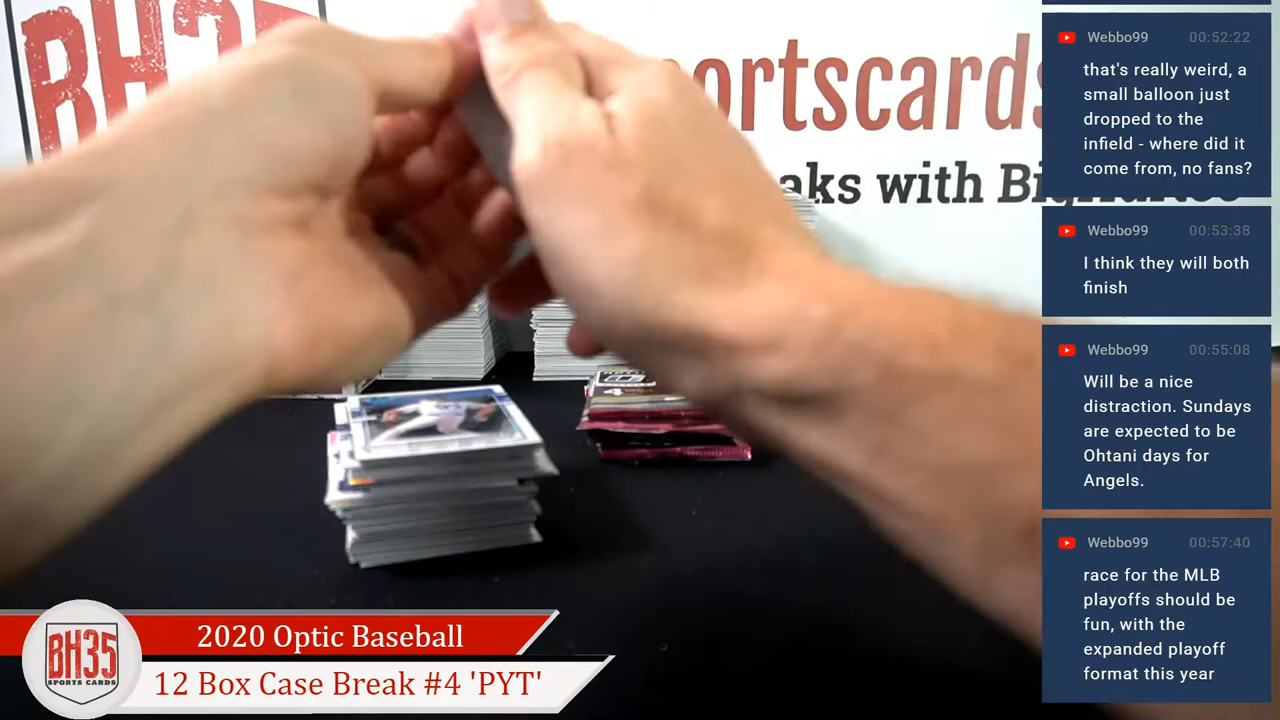 BH35
ortscards
aks with Bi
Webbo99 00:52:22
that's really weird, a
small balloon just
dropped to the
infield - where did it
come from, no fans?
Webbo99 00:53:38
I think they will both
finish
Webbo99 00:55:08
Will be a nice
distraction. Sundays
are expected to be
Ohtani days for
Angels.
Webbo99 00:57:40
race for the MLB
playoffs should be
fun, with the
expanded playoff
format this year
2020 Optic Baseball
12 Box Case Break #4 'PYT'
BH35
SPORTS CARDS